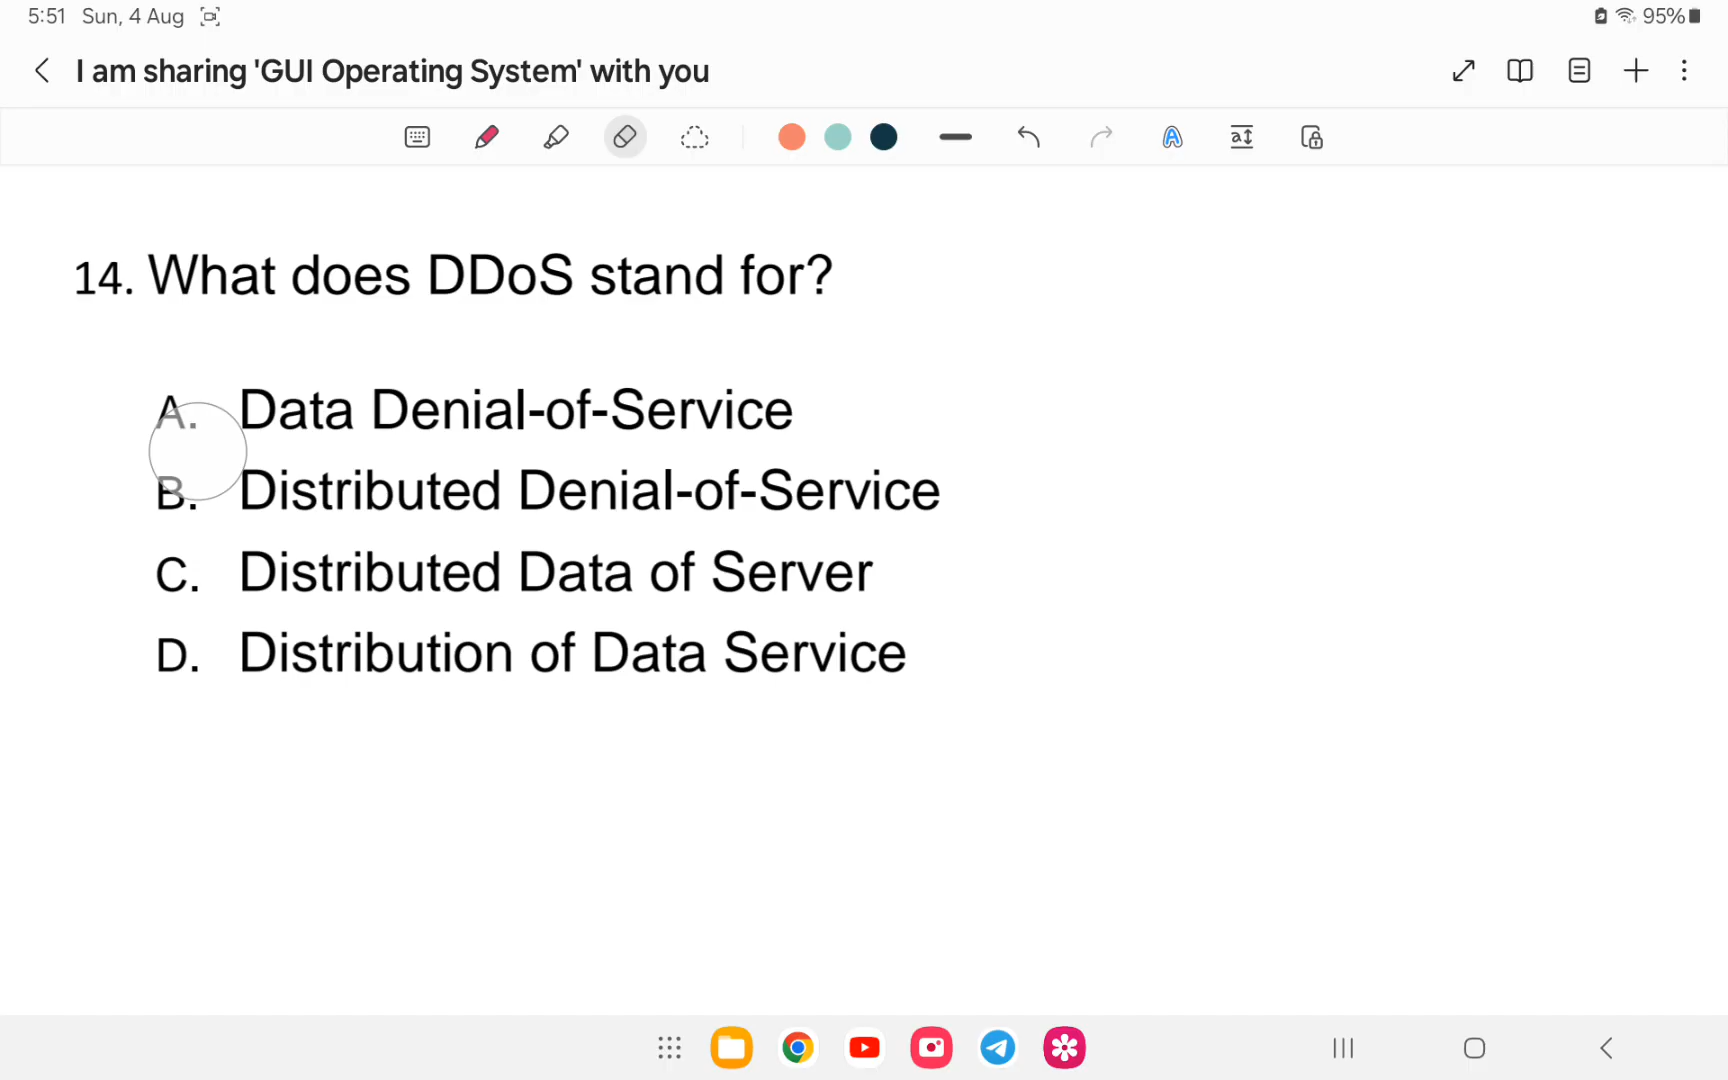 5:51 Sun, 4 Aug 95%
I am sharing 'GUI Operating System' with you
14. What does DDoS stand for?
A. Data Denial-of-Service
B. Distributed Denial-of-Service
C. Distributed Data of Server
D. Distribution of Data Service